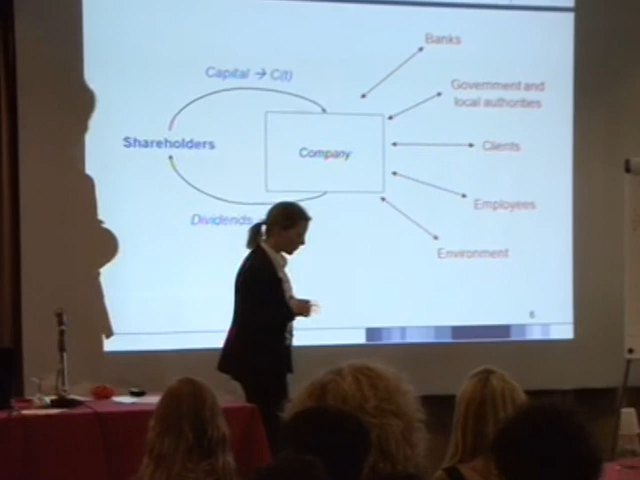 Banks
Capital → C(t)
Government and
local authorities
Shareholders
Company
Clients
Employees
Dividends
Environment
6